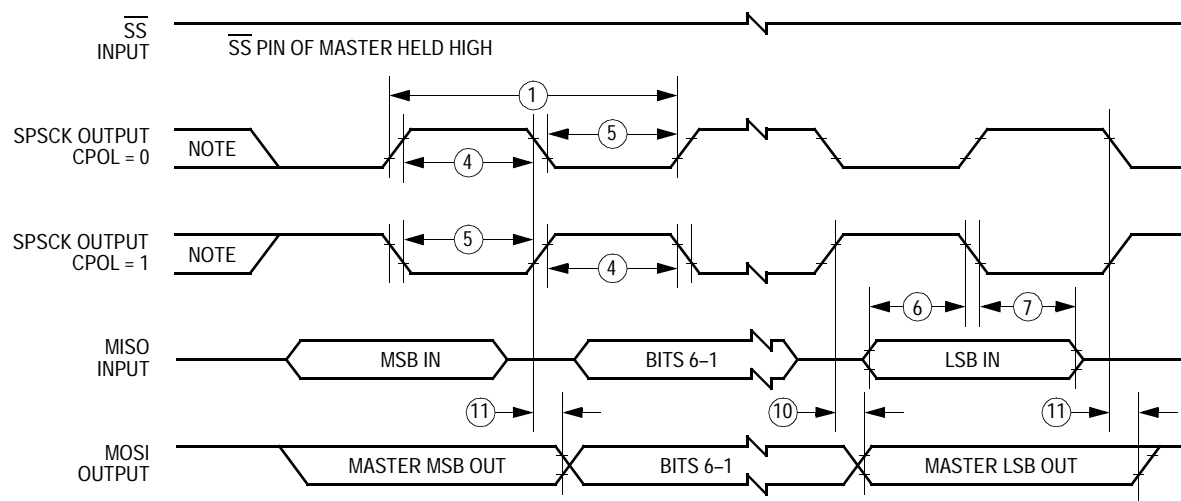 SS
INPUT
SS PIN OF MASTER HELD HIGH
1
SPSCK OUTPUT
CPOL = 0
NOTE
5
4
SPSCK OUTPUT
CPOL = 1
NOTE
5
4
6
7
MISO
INPUT
MSB IN
BITS 6–1
LSB IN
11
10
11
MOSI
OUTPUT
MASTER MSB OUT
BITS 6–1
MASTER LSB OUT